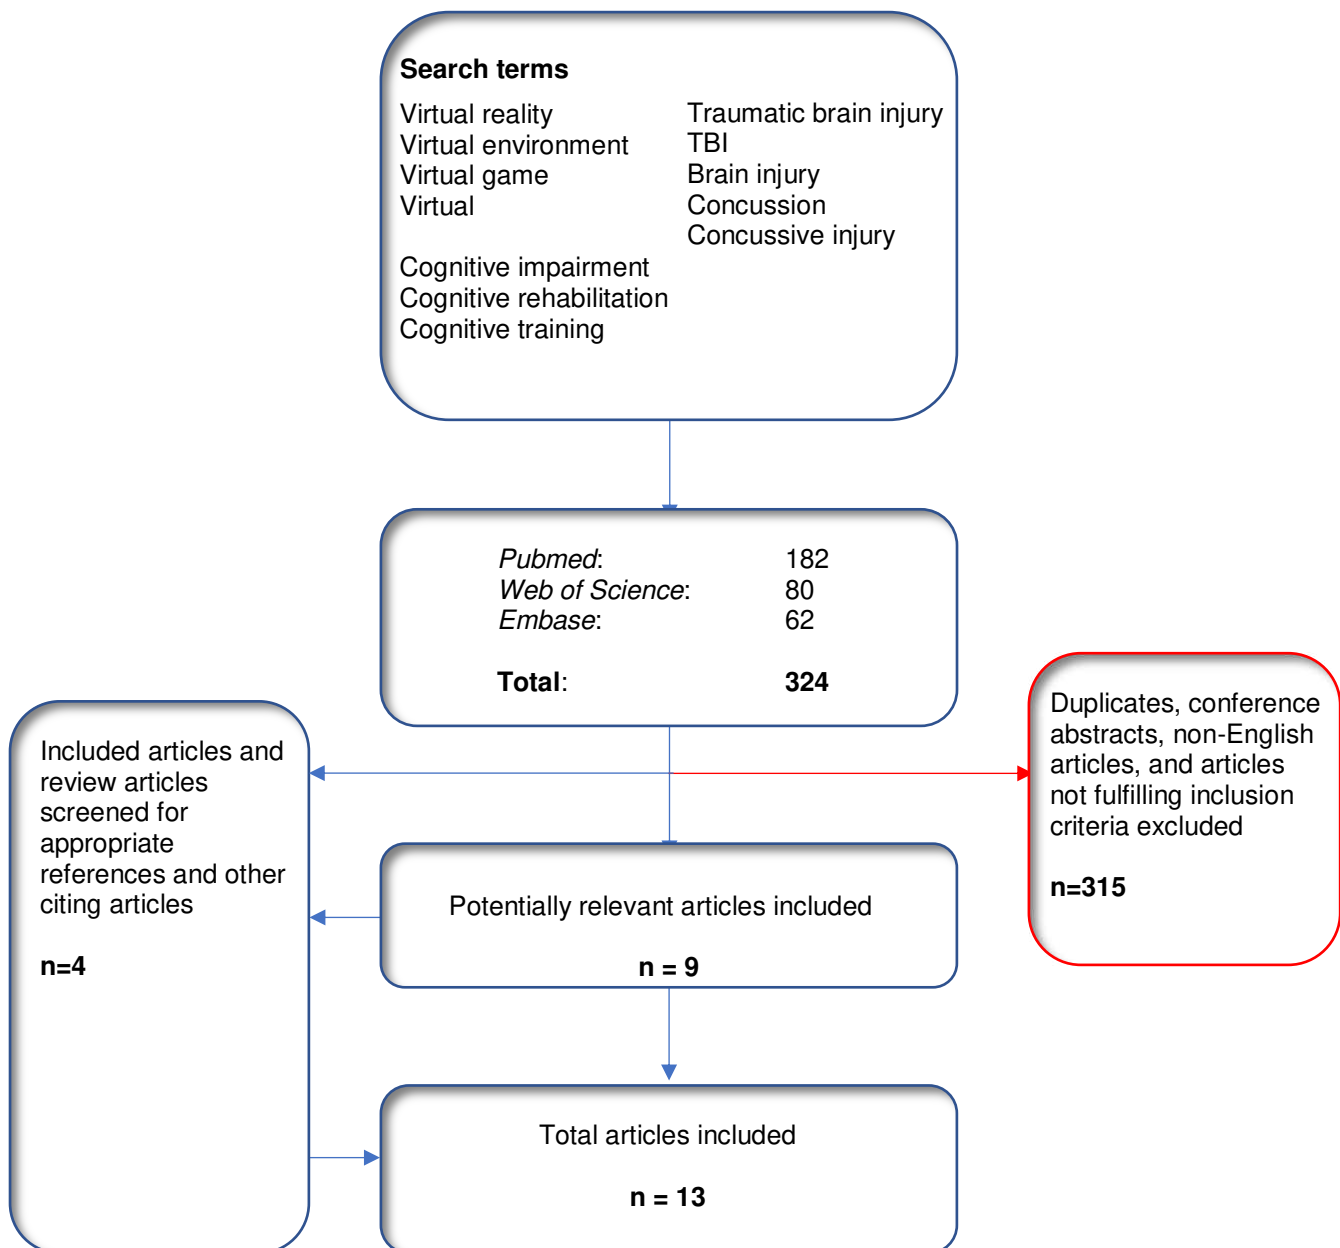 Search terms
Virtual reality
Virtual environment
Virtual game
Virtual
Cognitive impairment
Cognitive rehabilitation
Cognitive training
Traumatic brain injury
TBI
Brain injury
Concussion
Concussive injury
Pubmed: 182
Web of Science: 80
Embase: 62
Total: 324
Duplicates, conference
abstracts, non-English
articles, and articles
not fulfilling inclusion
criteria excluded
n=315
Included articles and
review articles
screened for
appropriate
references and other
citing articles
n=4
Potentially relevant articles included
n = 9
Total articles included
n = 13